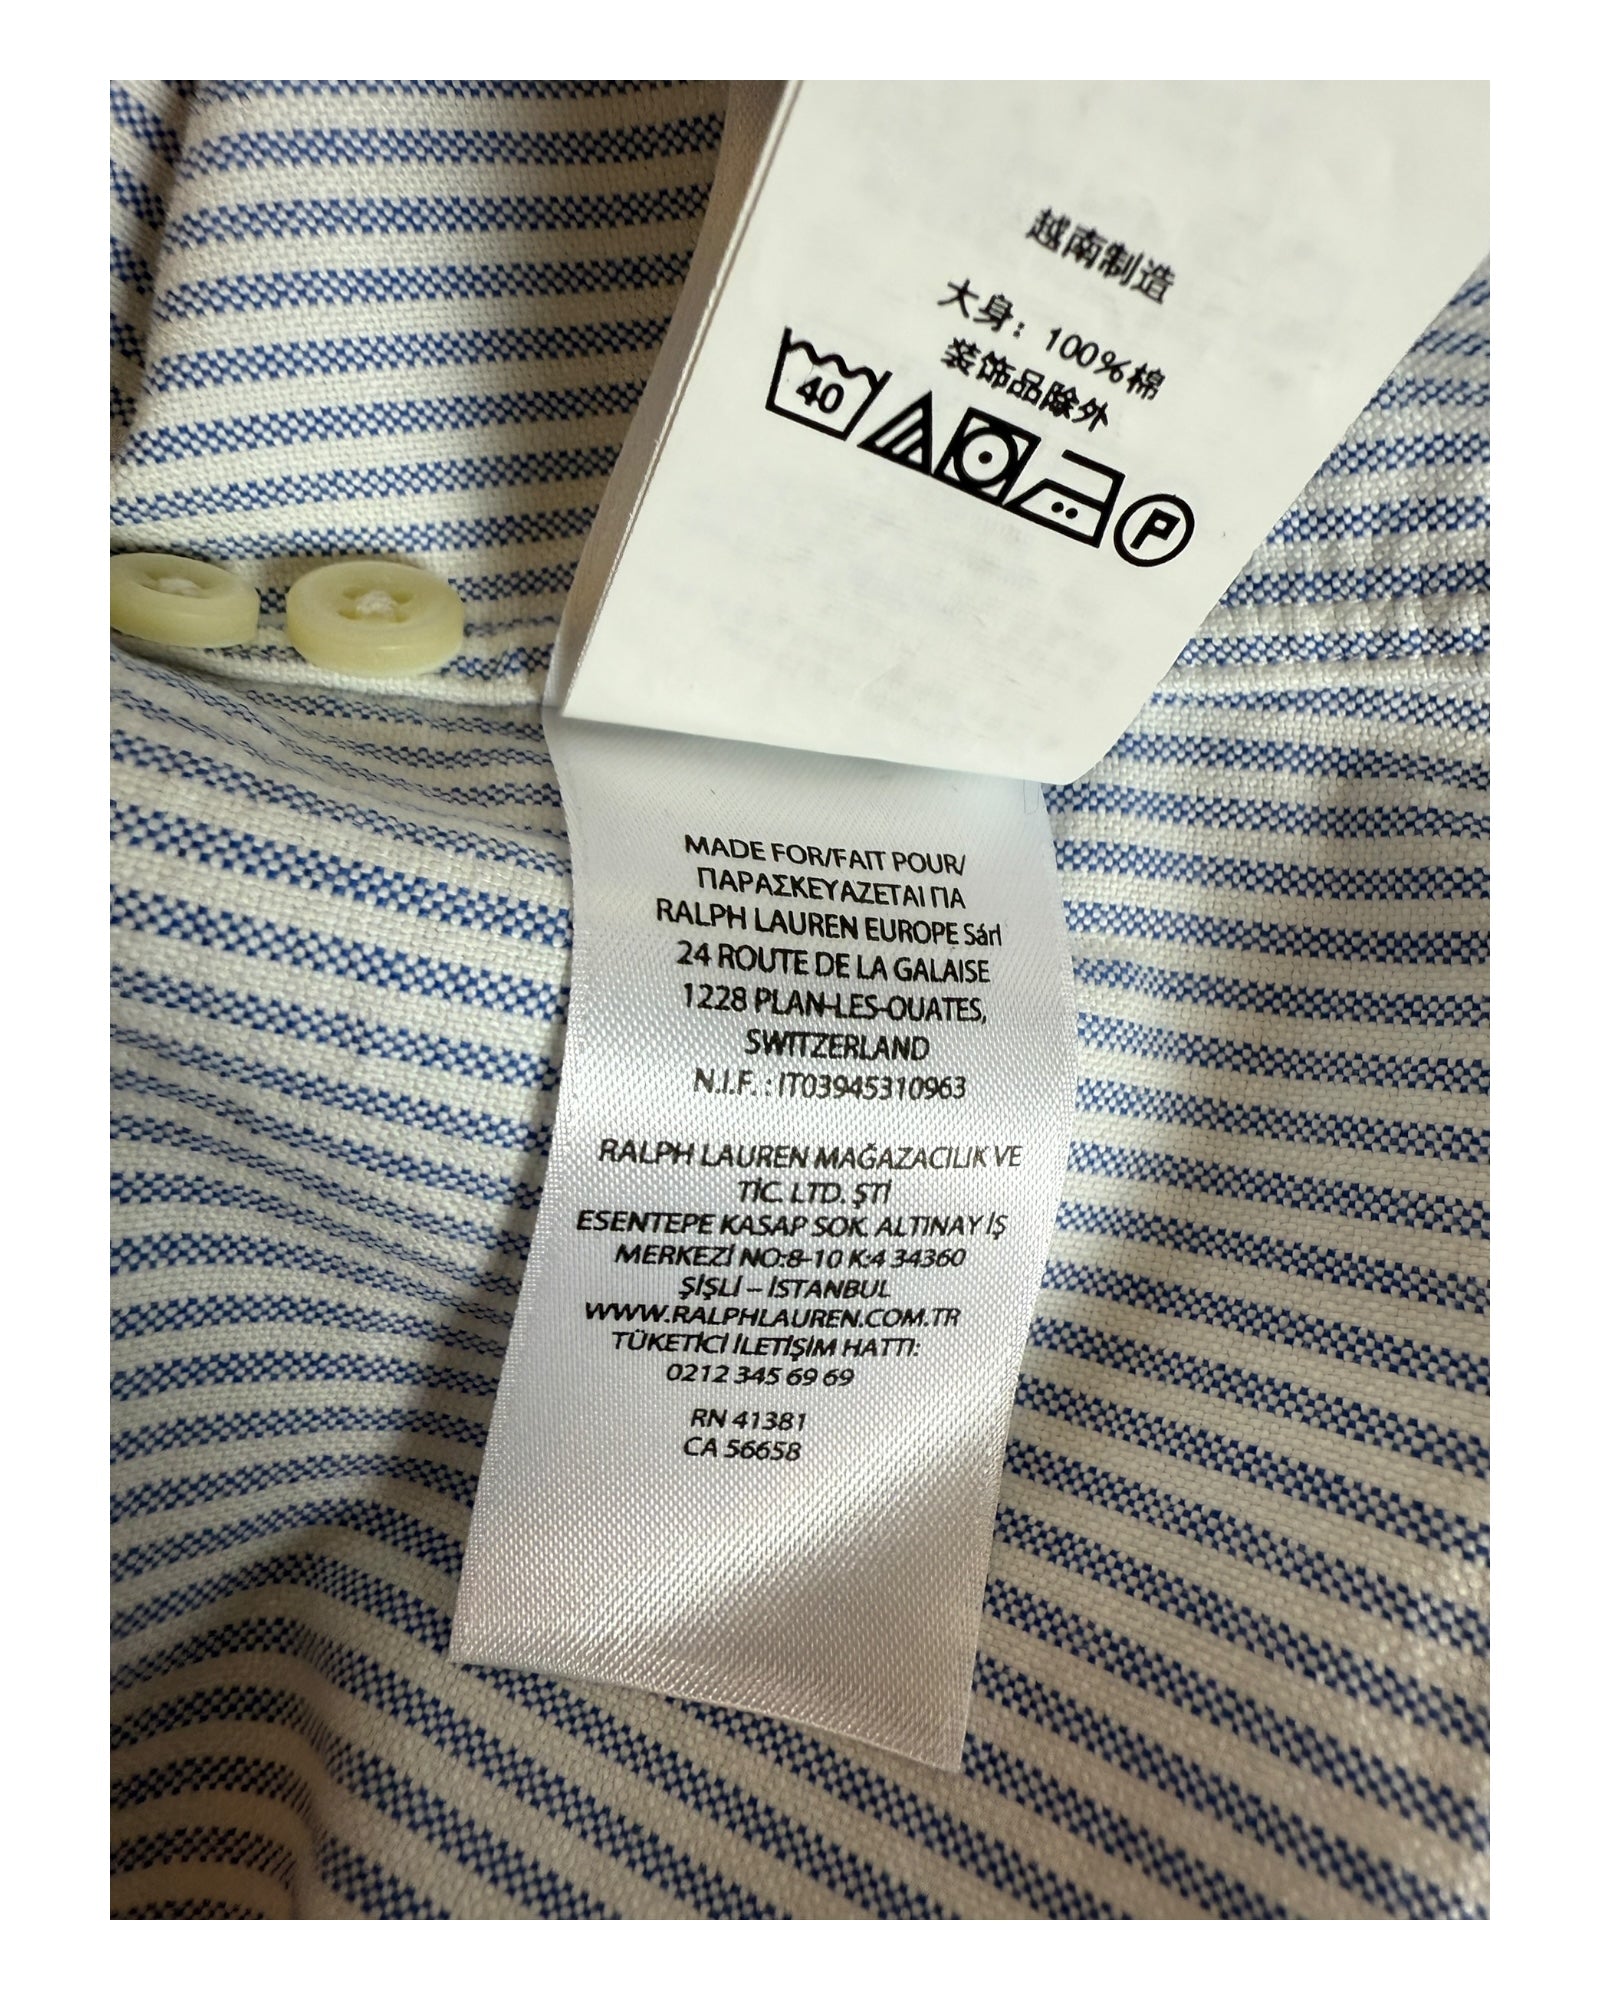 越南制造
大身：100%棉
装饰品除外
40
P
MADE FOR/FAIT POUR/
ΠΑΡΑΣΚΕΥΑΖΕΤΑΙ ΓΙΑ
RALPH LAUREN EUROPE Sárl
24 ROUTE DE LA GALAISE
1228 PLAN-LES-OUATES,
SWITZERLAND
N.I.F. : IT03945310963
RALPH LAUREN MAĞAZACILIK VE
TİC. LTD. ŞTİ
ESENTEPE KASAP SOK. ALTINAY İŞ
MERKEZİ NO:8-10 K:4 34360
ŞİŞLİ – İSTANBUL
WWW.RALPHLAUREN.COM.TR
TÜKETİCİ İLETİŞİM HATTI:
0212 345 69 69
RN 41381
CA 56658